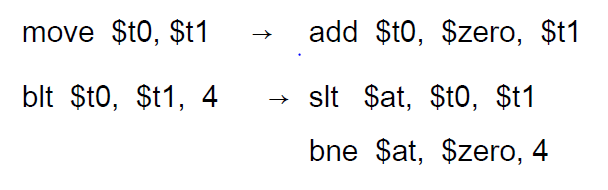 move $t0, $t1 → add $t0, $zero, $t1
blt $t0, $t1, 4 → slt $at, $t0, $t1
bne $at, $zero, 4